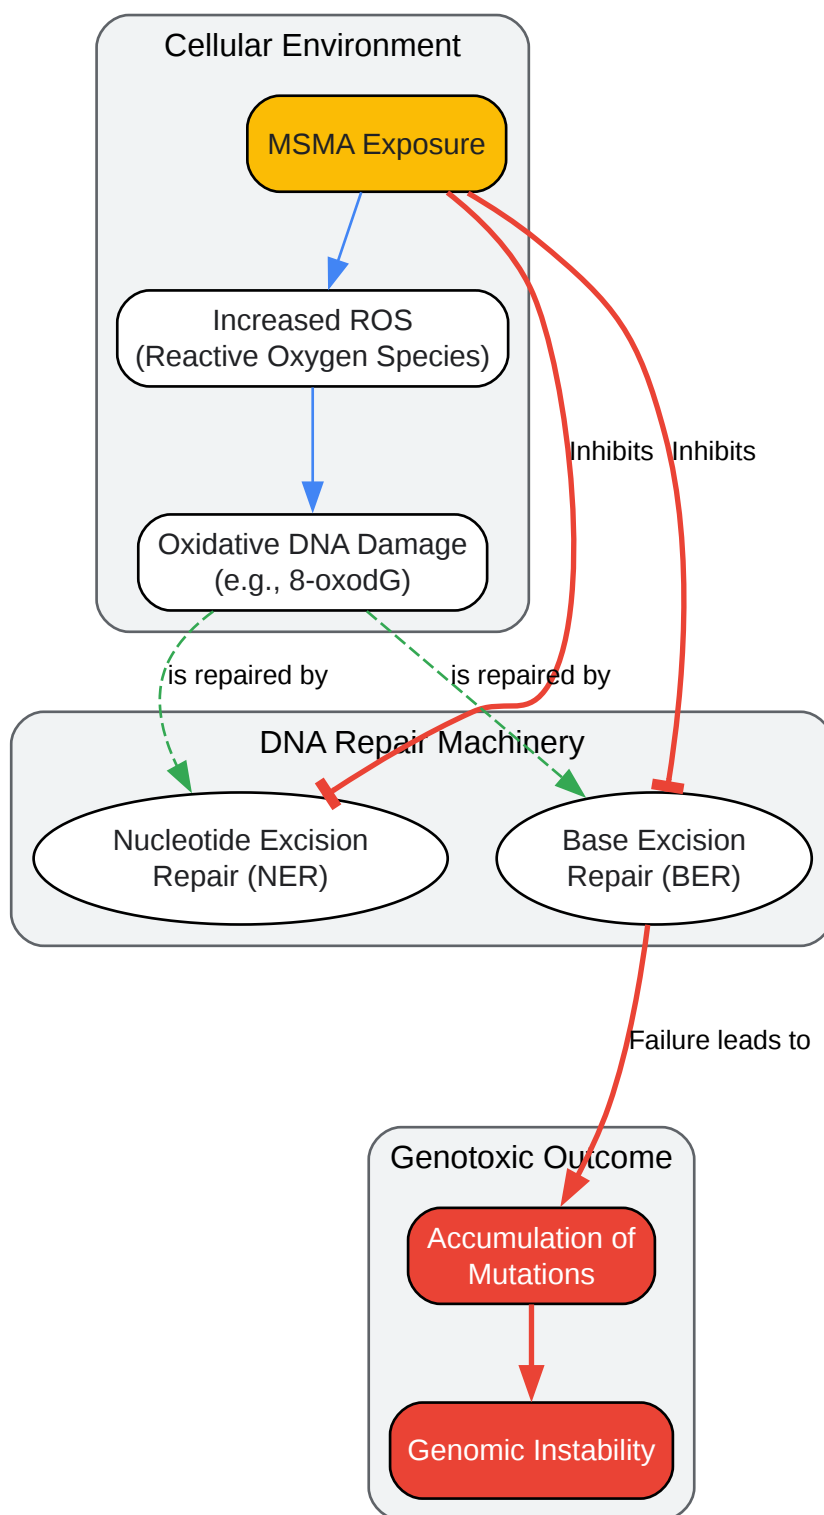 Cellular Environment
MSMA Exposure
Increased ROS
(Reactive Oxygen Species)
Inhibits
Inhibits
Oxidative DNA Damage
(e.g., 8-oxodG)
is repaired by
is repaired by
DNA Repair Machinery
Nucleotide Excision
Repair (NER)
Base Excision
Repair (BER)
Failure leads to
Genotoxic Outcome
Accumulation of
Mutations
Genomic Instability